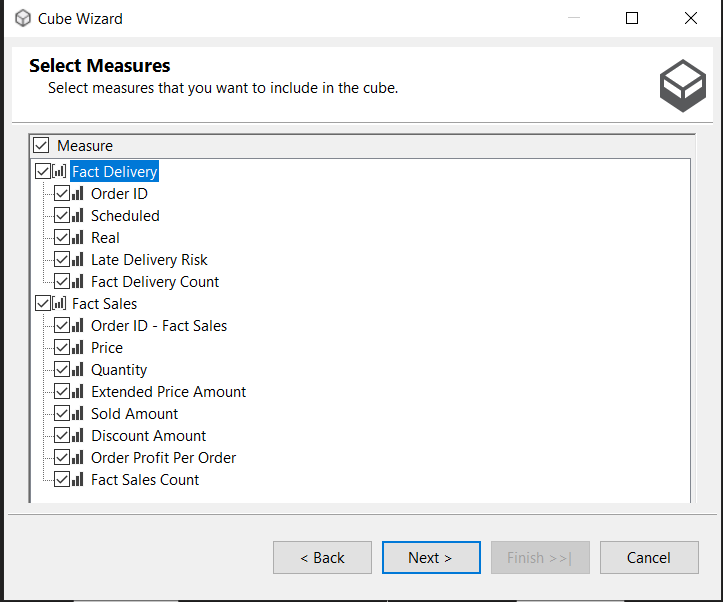 Cube Wizard
Select Measures
Select measures that you want to include in the cube.
Measure
Fact Delivery
Order ID
Scheduled
Real
Late Delivery Risk
Fact Delivery Count
Fact Sales
Order ID - Fact Sales
Price
Quantity
Extended Price Amount
Sold Amount
Discount Amount
Order Profit Per Order
Fact Sales Count
< Back Next > Finish >>| Cancel